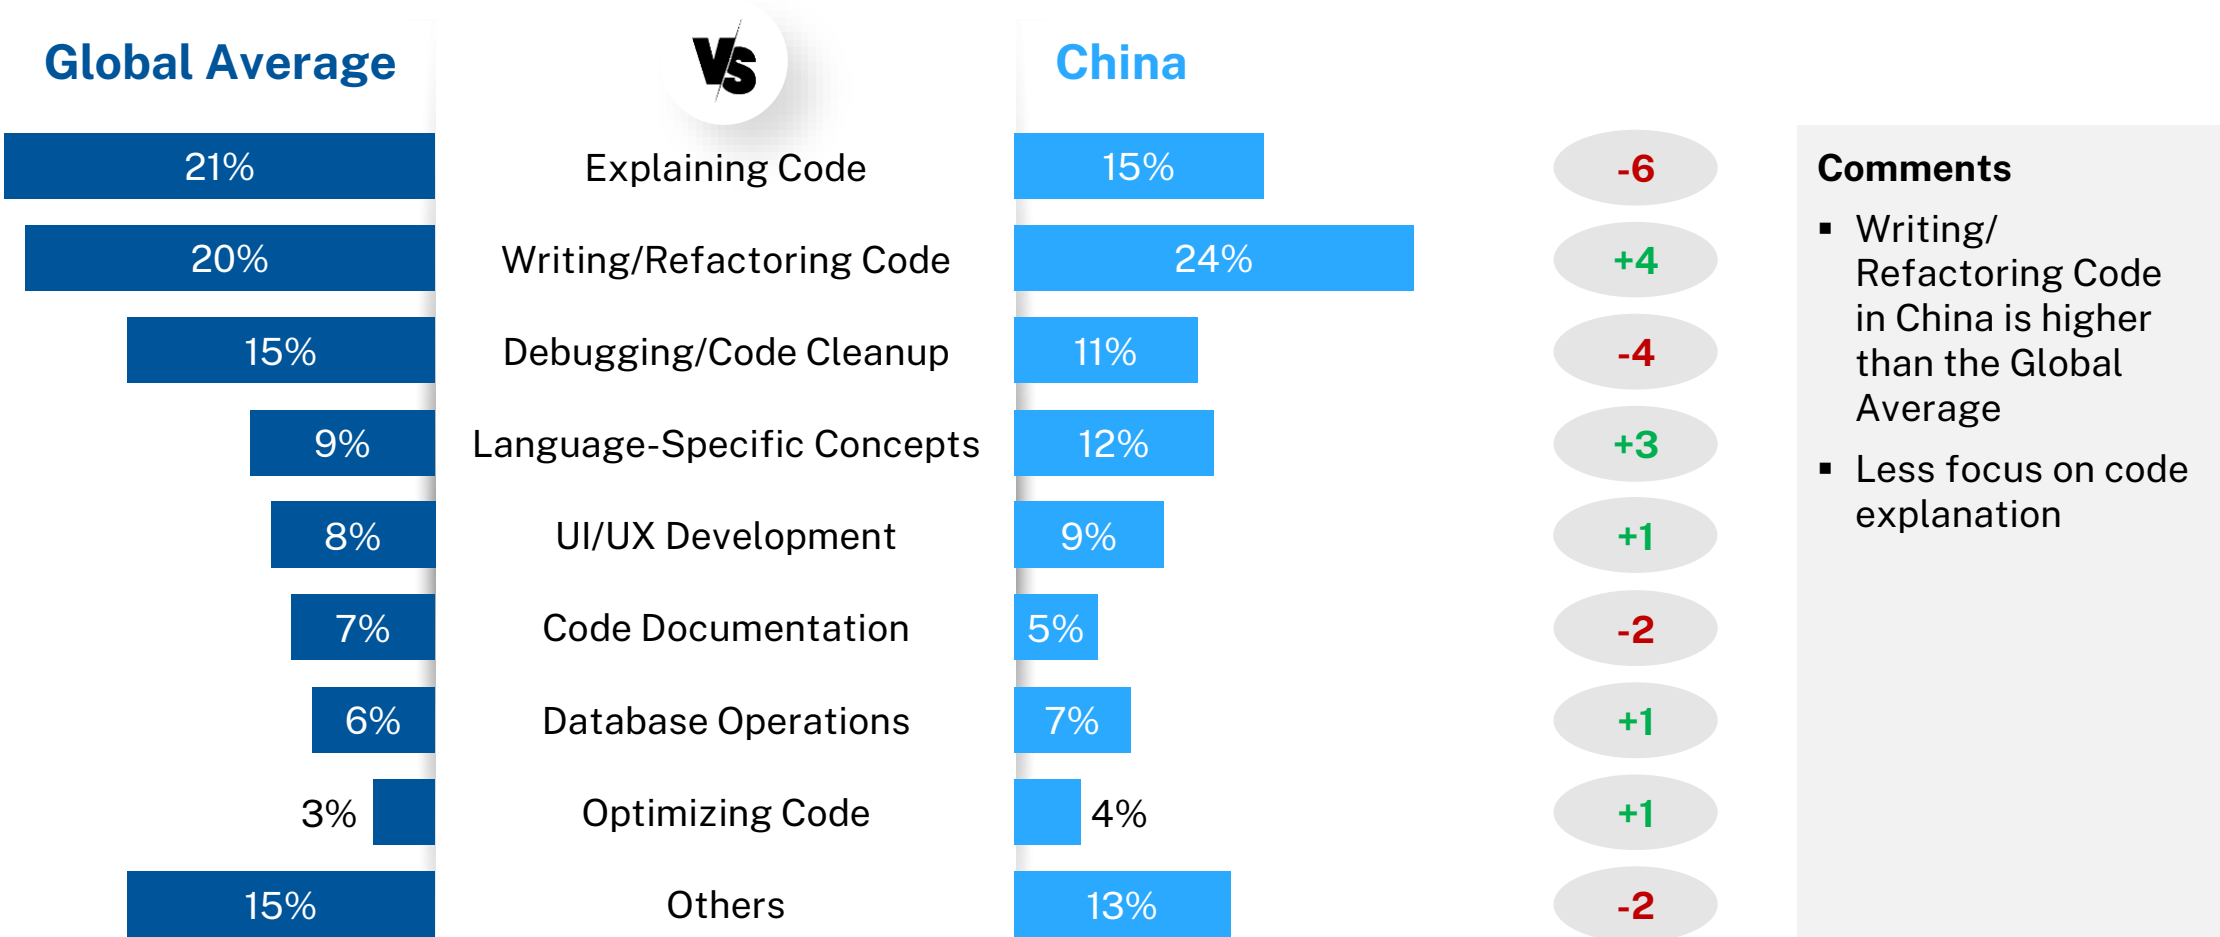 Global Average
VS
China
21%
Explaining Code
15%
-6
20%
Writing/Refactoring Code
24%
+4
15%
Debugging/Code Cleanup
11%
-4
9%
Language-Specific Concepts
12%
+3
8%
UI/UX Development
9%
+1
7%
Code Documentation
5%
-2
6%
Database Operations
7%
+1
3%
Optimizing Code
4%
+1
15%
Others
13%
-2
Comments
▪ Writing/
Refactoring Code
in China is higher
than the Global
Average
▪ Less focus on code
explanation